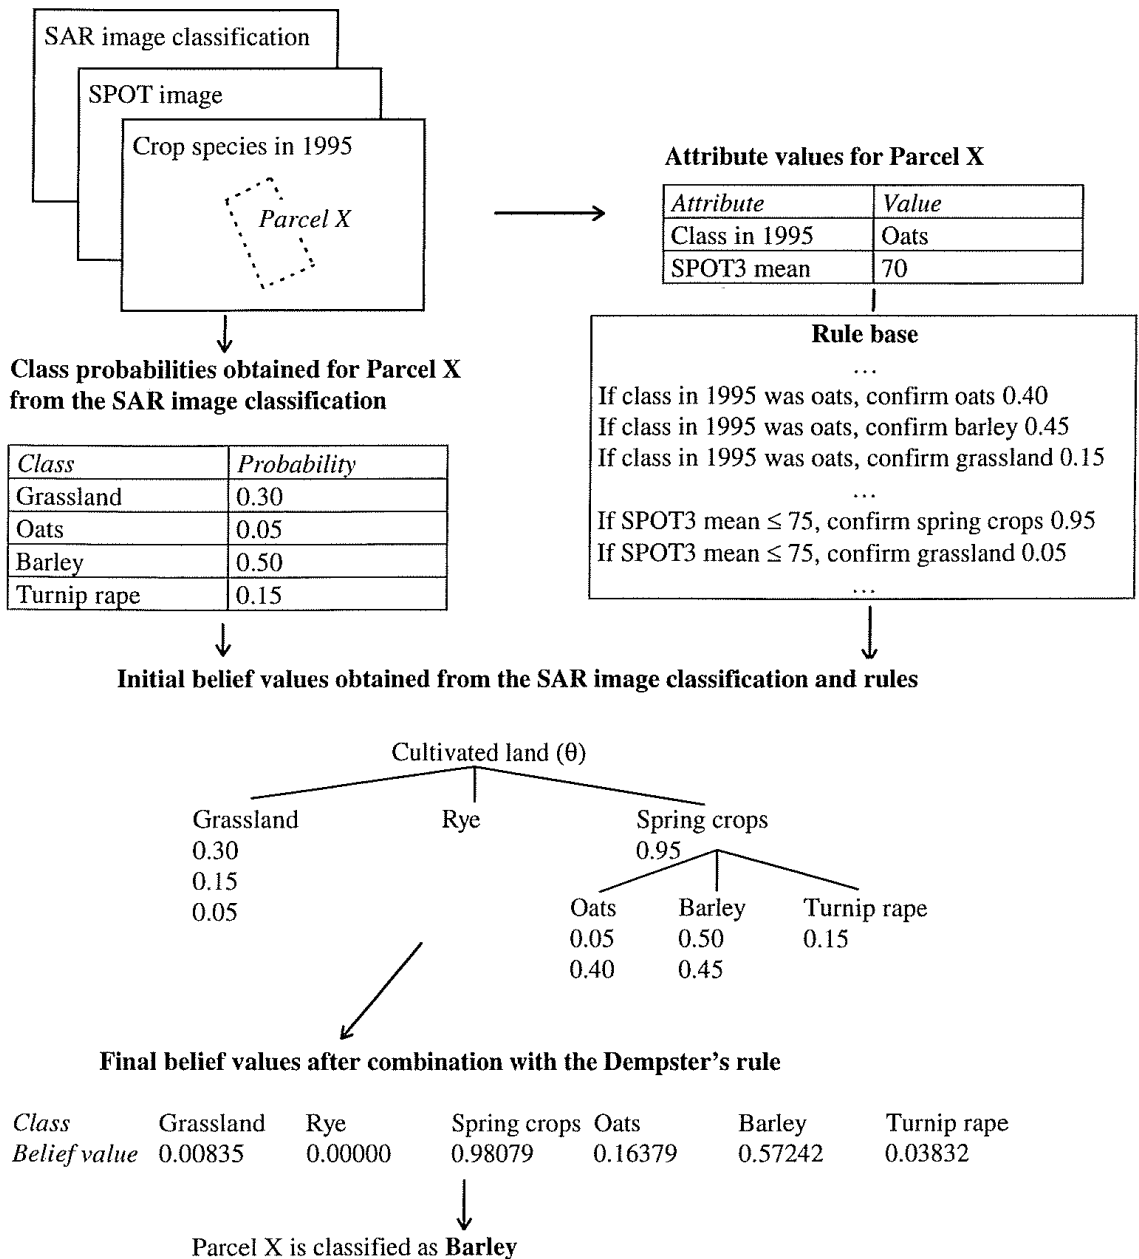 SAR image classification
SPOT image
Crop species in 1995
Parcel X
Attribute values for Parcel X
Attribute Value
Class in 1995 Oats
SPOT3 mean 70
Rule base
...
If class in 1995 was oats, confirm oats 0.40
If class in 1995 was oats, confirm barley 0.45
If class in 1995 was oats, confirm grassland 0.15
...
If SPOT3 mean ≤ 75, confirm spring crops 0.95
If SPOT3 mean ≤ 75, confirm grassland 0.05
...
Class probabilities obtained for Parcel X
from the SAR image classification
Class Probability
Grassland 0.30
Oats 0.05
Barley 0.50
Turnip rape 0.15
Initial belief values obtained from the SAR image classification and rules
Cultivated land (θ)
Grassland Rye Spring crops
0.30 0.95
0.15
0.05
Oats Barley Turnip rape
0.05 0.50 0.15
0.40 0.45
Final belief values after combination with the Dempster's rule
Class Grassland Rye Spring crops Oats Barley Turnip rape
Belief value 0.00835 0.00000 0.98079 0.16379 0.57242 0.03832
Parcel X is classified as Barley